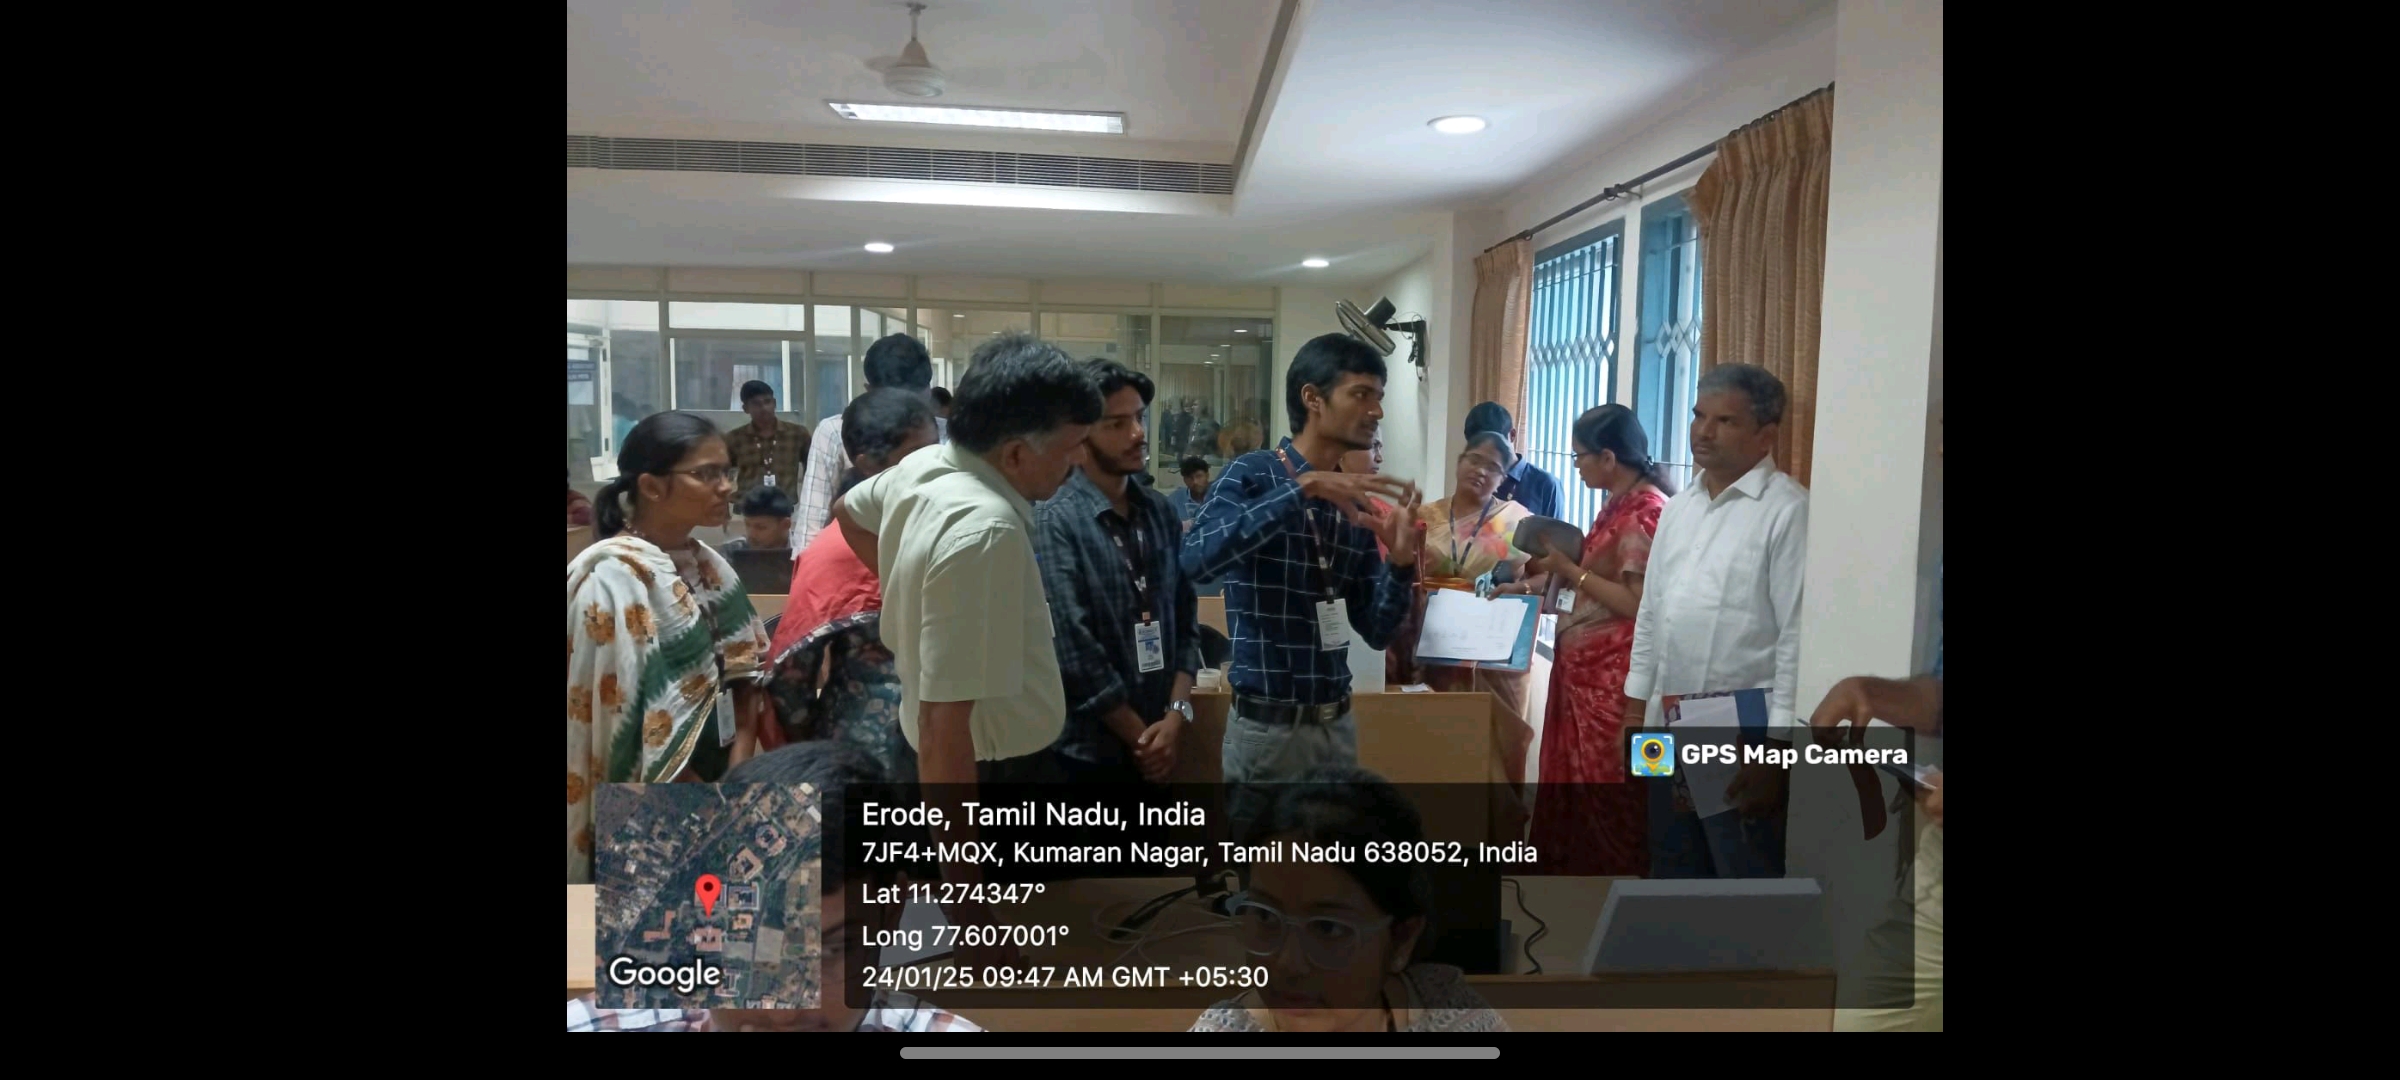 GPS Map Camera
Erode, Tamil Nadu, India
7JF4+MQX, Kumaran Nagar, Tamil Nadu 638052, India
Lat 11.274347°
Long 77.607001°
24/01/25 09:47 AM GMT +05:30
Google